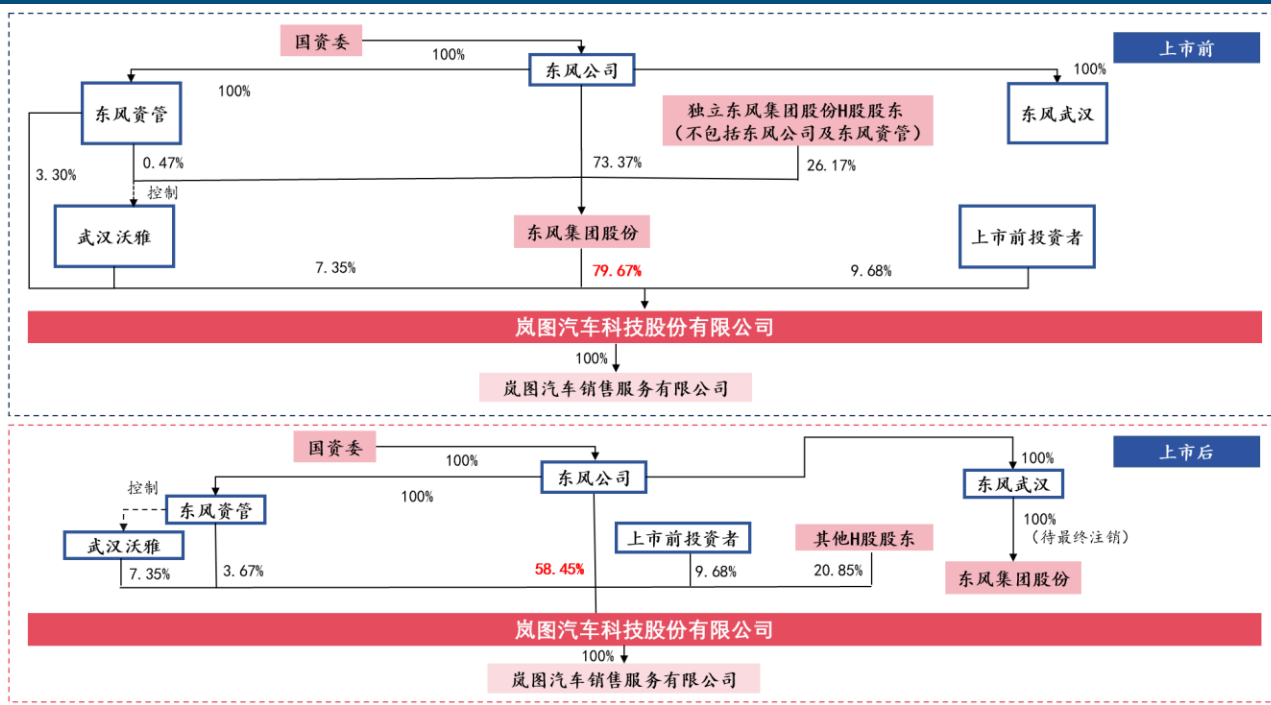 国资委
100%
上市前
东风公司
100%
100%
东风资管
独立东风集团股份H股股东
（不包括东风公司及东风资管）
东风武汉
0.47%
73.37%
26.17%
3.30%
控制
武汉沃雅
东风集团股份
上市前投资者
7.35%
79.67%
9.68%
岚图汽车科技股份有限公司
100%
岚图汽车销售服务有限公司
国资委
100%
上市后
东风公司
100%
东风武汉
控制
100%
东风资管
100%
（待最终注销）
武汉沃雅
上市前投资者
其他H股股东
7.35%
3.67%
58.45%
9.68%
20.85%
东风集团股份
岚图汽车科技股份有限公司
100%
岚图汽车销售服务有限公司